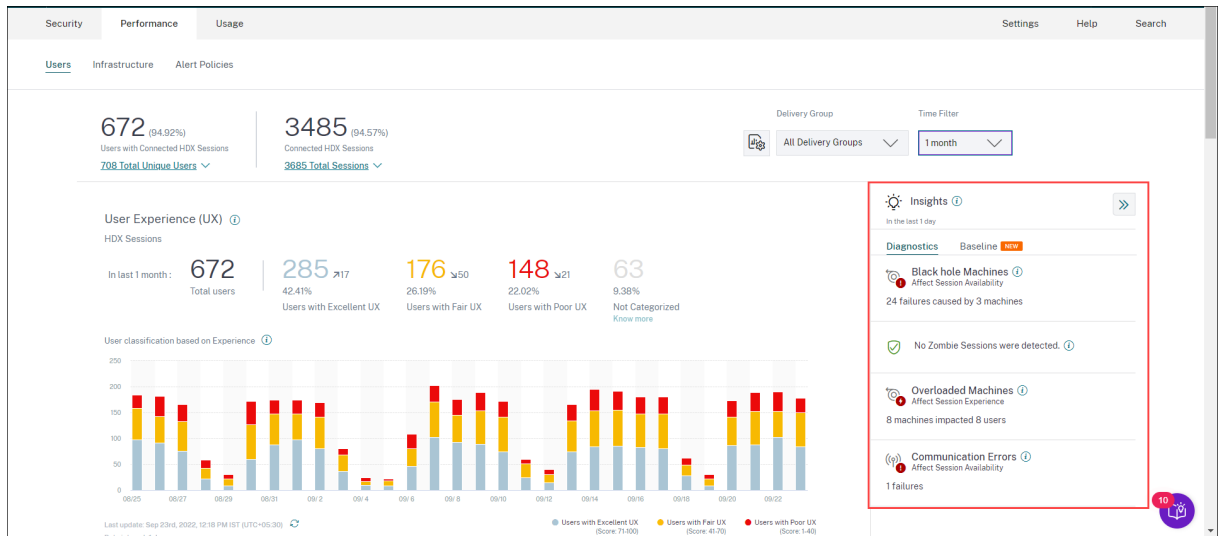 Security Performance Usage Settings Help Search
Users Infrastructure Alert Policies
672 (94.92%)
Users with Connected HDX Sessions
708 Total Unique Users
3485 (94.57%)
Connected HDX Sessions
3685 Total Sessions
Delivery Group
All Delivery Groups
Time Filter
1 month
User Experience (UX)
HDX Sessions
In last 1 month :
672
Total users
285 17
42.41%
Users with Excellent UX
176 50
26.19%
Users with Fair UX
148 21
22.02%
Users with Poor UX
63
9.38%
Not Categorized
Know more
User classification based on Experience
250
200
150
100
50
0
08/25 08/27 08/29 08/31 09/ 2 09/ 4 09/ 6 09/ 8 09/10 09/12 09/14 09/16 09/18 09/20 09/22
Last update: Sep 23rd, 2022, 12:18 PM IST (UTC+05:30)
Users with Excellent UX
(Score: 71-100)
Users with Fair UX
(Score: 41-70)
Users with Poor UX
(Score: 1-40)
Insights
In the last 1 day
Diagnostics Baseline NEW
Black hole Machines
Affect Session Availability
24 failures caused by 3 machines
No Zombie Sessions were detected.
Overloaded Machines
Affect Session Experience
8 machines impacted 8 users
Communication Errors
Affect Session Availability
1 failures
10